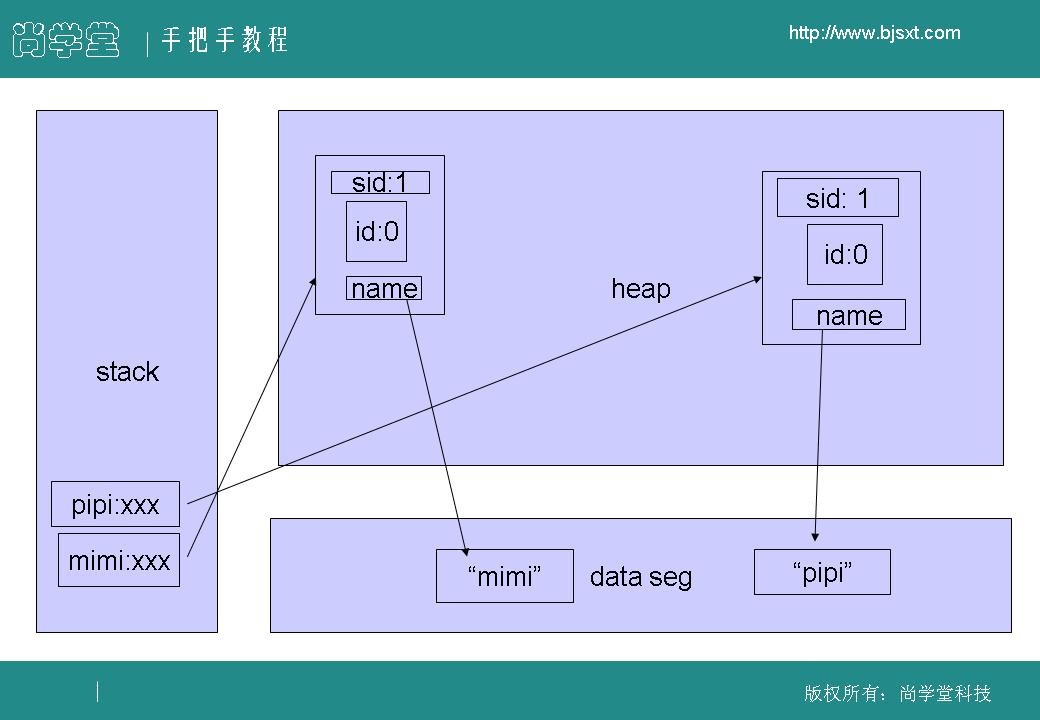 尚学堂
手把手教程
http://www.bjsxt.com
sid:1
id:0
name
sid: 1
id:0
name
heap
stack
pipi:xxx
mimi:xxx
“mimi”
data seg
“pipi”
版权所有：尚学堂科技